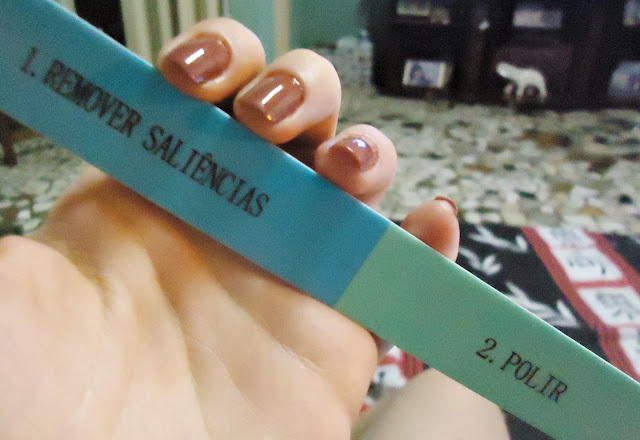 1. REMOVER SALIÊNCIAS
2. POLIR